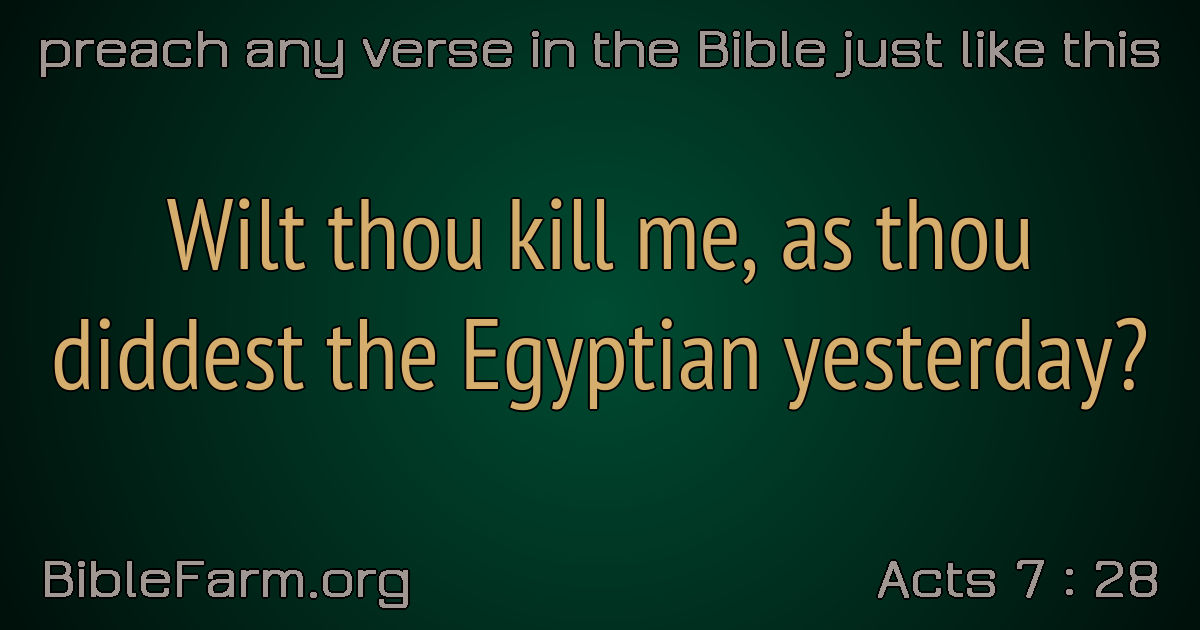 preach any verse in the Bible just like this
Wilt thou kill me, as thou
diddest the Egyptian yesterday?
BibleFarm.org
Acts 7 : 28